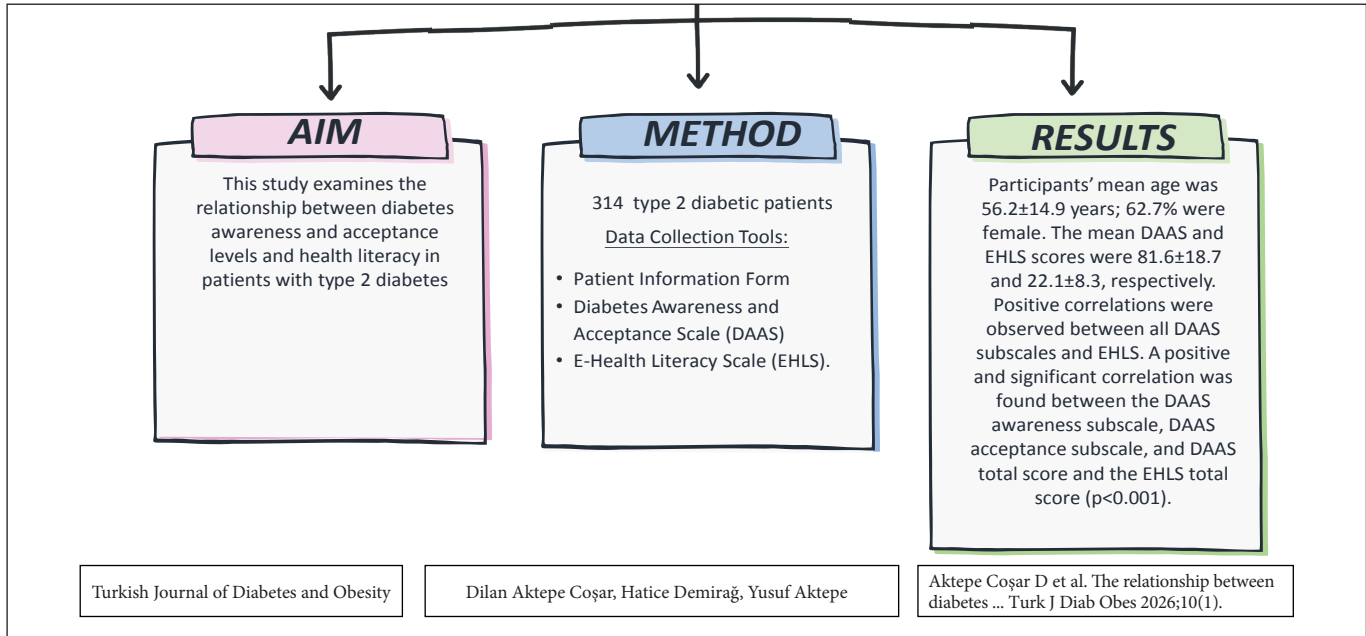 AIM
This study examines the
relationship between diabetes
awareness and acceptance
levels and health literacy in
patients with type 2 diabetes
METHOD
314 type 2 diabetic patients
Data Collection Tools:
• Patient Information Form
• Diabetes Awareness and
Acceptance Scale (DAAS)
• E-Health Literacy Scale (EHLS).
RESULTS
Participants’ mean age was
56.2±14.9 years; 62.7% were
female. The mean DAAS and
EHLS scores were 81.6±18.7
and 22.1±8.3, respectively.
Positive correlations were
observed between all DAAS
subscales and EHLS. A positive
and significant correlation was
found between the DAAS
awareness subscale, DAAS
acceptance subscale, and DAAS
total score and the EHLS total
score (p<0.001).
Turkish Journal of Diabetes and Obesity
Dilan Aktepe Coşar, Hatice Demirağ, Yusuf Aktepe
Aktepe Coşar D et al. The relationship between
diabetes ... Turk J Diab Obes 2026;10(1).